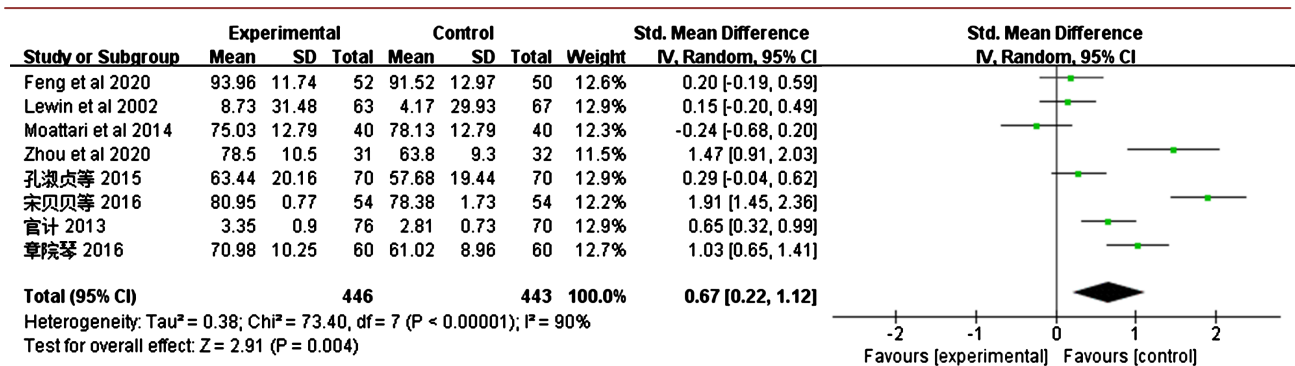 Experimental Control Std. Mean Difference Std. Mean Difference
Study or Subgroup Mean SD Total Mean SD Total Weight IV, Random, 95% CI IV, Random, 95% CI
Feng et al 2020 93.96 11.74 52 91.52 12.97 50 12.6% 0.20 [-0.19, 0.59]
Lewin et al 2002 8.73 31.48 63 4.17 29.93 67 12.9% 0.15 [-0.20, 0.49]
Moattari et al 2014 75.03 12.79 40 78.13 12.79 40 12.3% -0.24 [-0.68, 0.20]
Zhou et al 2020 78.5 10.5 31 63.8 9.3 32 11.5% 1.47 [0.91, 2.03]
孔淑贞等 2015 63.44 20.16 70 57.68 19.44 70 12.9% 0.29 [-0.04, 0.62]
宋贝贝等 2016 80.95 0.77 54 78.38 1.73 54 12.2% 1.91 [1.45, 2.36]
官计 2013 3.35 0.9 76 2.81 0.73 70 12.9% 0.65 [0.32, 0.99]
章院琴 2016 70.98 10.25 60 61.02 8.96 60 12.7% 1.03 [0.65, 1.41]
Total (95% CI) 446 443 100.0% 0.67 [0.22, 1.12]
Heterogeneity: Tau² = 0.38; Chi² = 73.40, df = 7 (P < 0.00001); I² = 90%
Test for overall effect: Z = 2.91 (P = 0.004)
-2 -1 0 1 2
Favours [experimental] Favours [control]